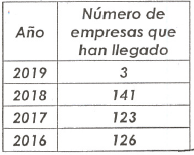 Año
Número de
empresas que
han llegado
2019 3
2018 141
2017 123
2016 126